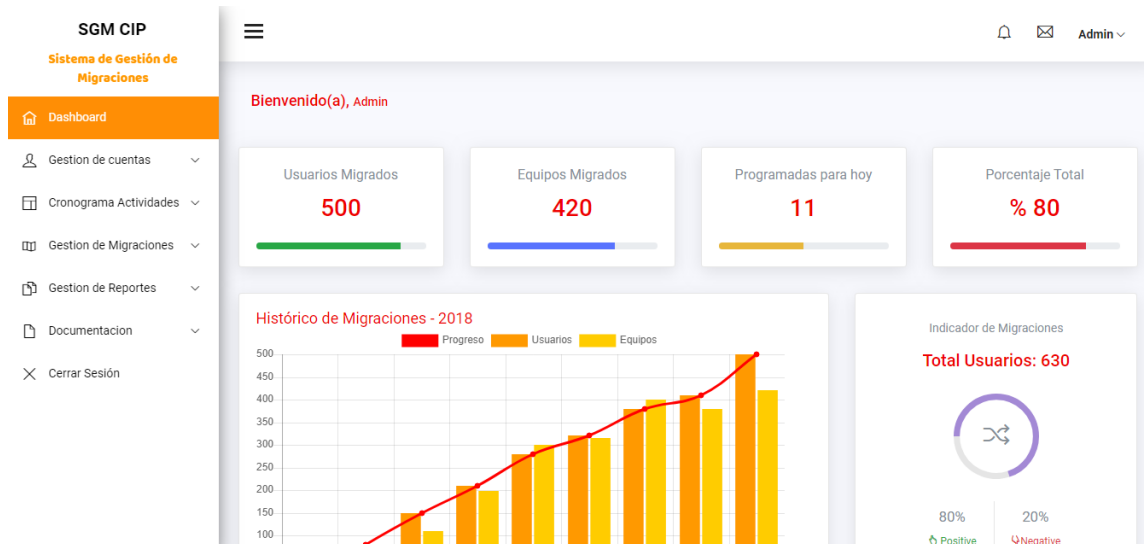 SGM CIP
Sistema de Gestión de
Migraciones
Dashboard
Gestion de cuentas
Cronograma Actividades
Gestion de Migraciones
Gestion de Reportes
Documentacion
Cerrar Sesión
Admin
Bienvenido(a), Admin
Usuarios Migrados
500
Equipos Migrados
420
Programadas para hoy
11
Porcentaje Total
% 80
Histórico de Migraciones - 2018
Progreso Usuarios Equipos
500
450
400
350
300
250
200
150
100
Indicador de Migraciones
Total Usuarios: 630
80% 20%
Positive Negative